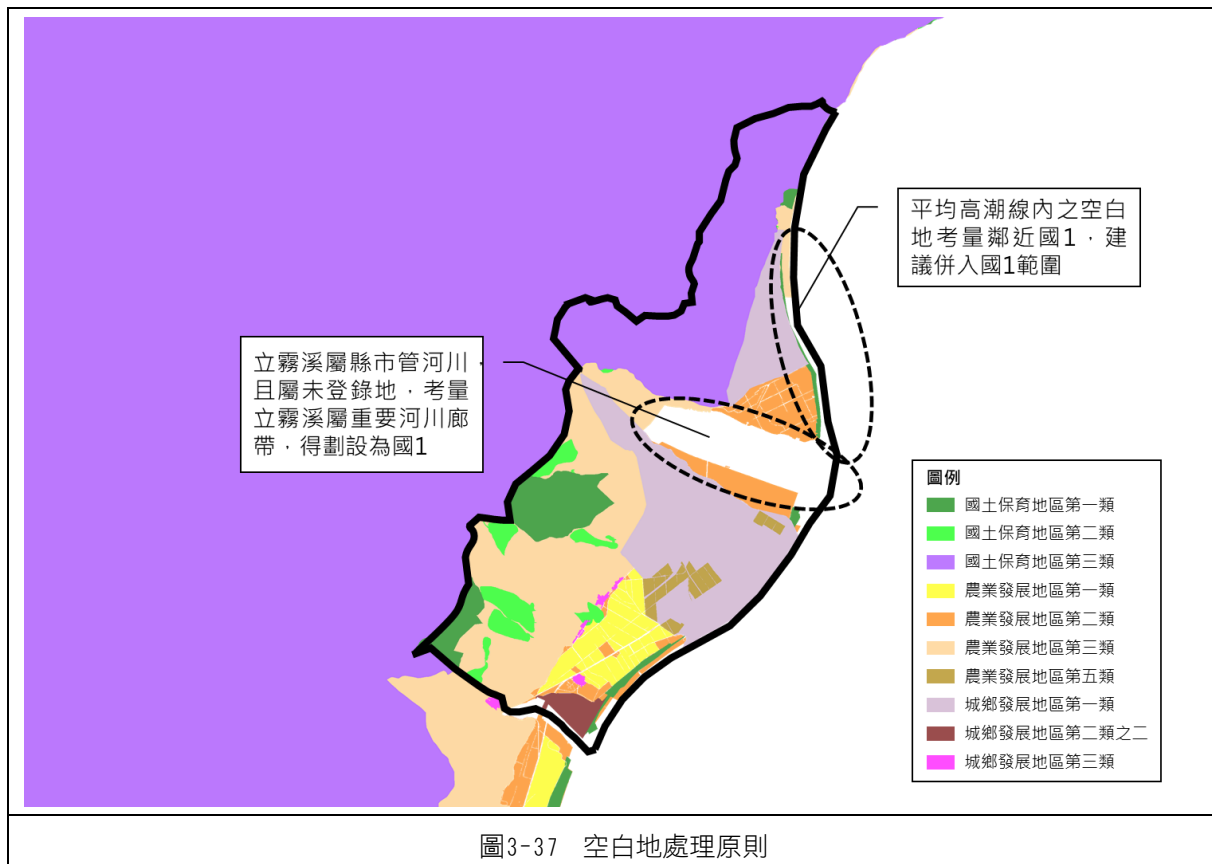 平均高潮線內之空白
地考量鄰近國1，建
議併入國1範圍
立霧溪屬縣市管河川，
且屬未登錄地，考量
立霧溪屬重要河川廊
帶，得劃設為國1
圖例
國土保育地區第一類
國土保育地區第二類
國土保育地區第三類
農業發展地區第一類
農業發展地區第二類
農業發展地區第三類
農業發展地區第五類
城鄉發展地區第一類
城鄉發展地區第二類之二
城鄉發展地區第三類
圖3-37 空白地處理原則